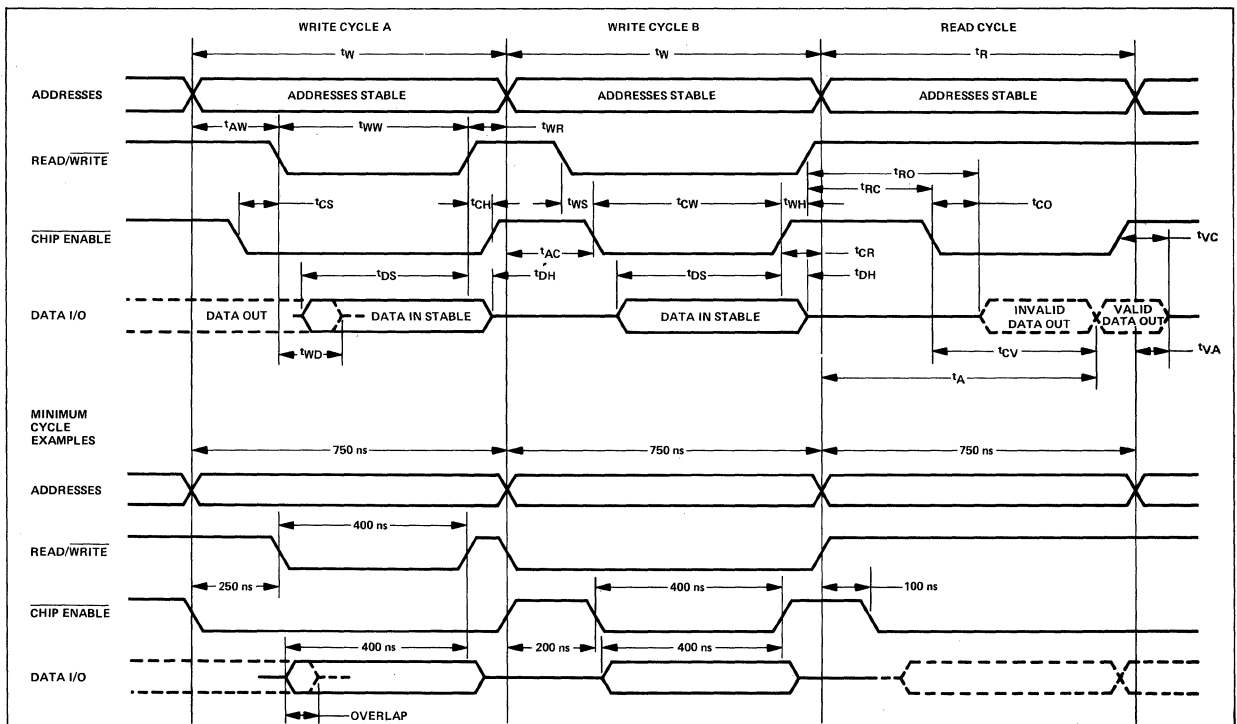 WRITE CYCLE A WRITE CYCLE B READ CYCLE
tW tW tR
ADDRESSES ADDRESSES STABLE ADDRESSES STABLE ADDRESSES STABLE
tAW tWW tWR
READ/WRITE
tRO
tRC
tCS tCH tWS tCW tWH tCO
CHIP ENABLE tVC
tAC tCR
tDS tDH tDS tDH
DATA I/O DATA OUT DATA IN STABLE DATA IN STABLE INVALID DATA OUT VALID DATA OUT
tWD tCV tVA
tA
MINIMUM
CYCLE
EXAMPLES
750 ns 750 ns 750 ns
ADDRESSES
400 ns
READ/WRITE
250 ns 400 ns 100 ns
CHIP ENABLE
400 ns 200 ns 400 ns
DATA I/O
OVERLAP